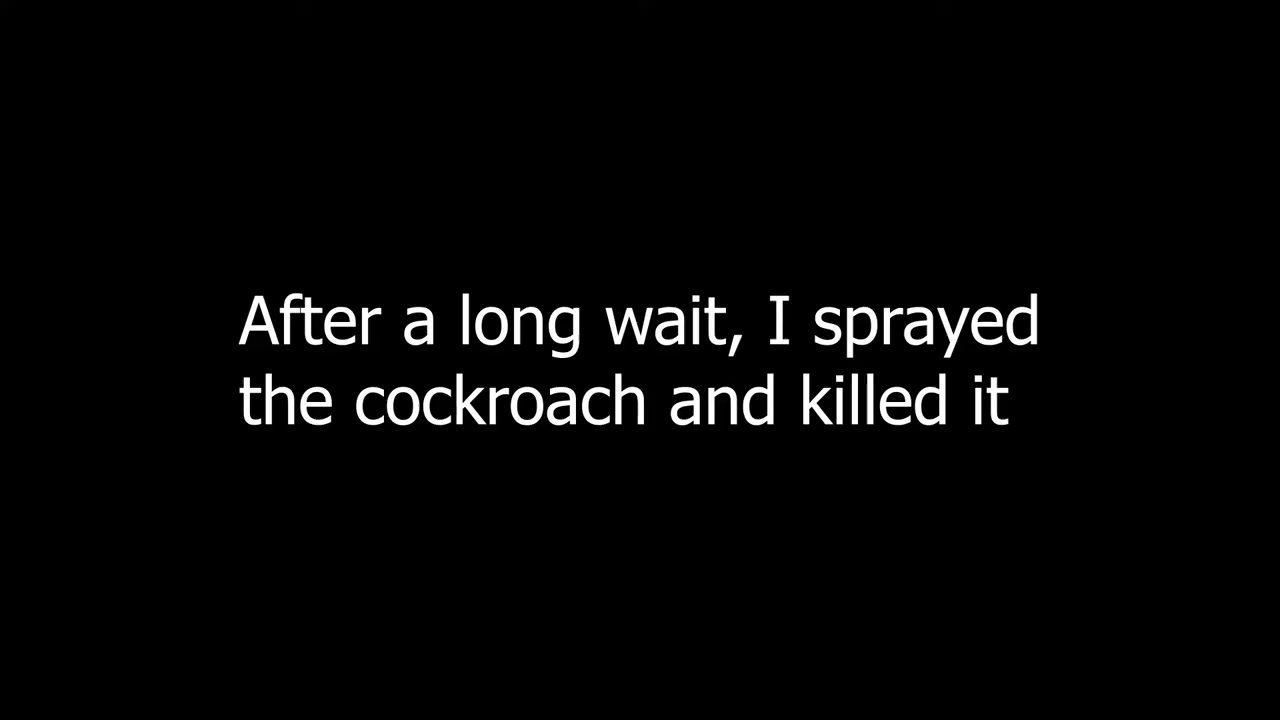 After a long wait, I sprayed
the cockroach and killed it